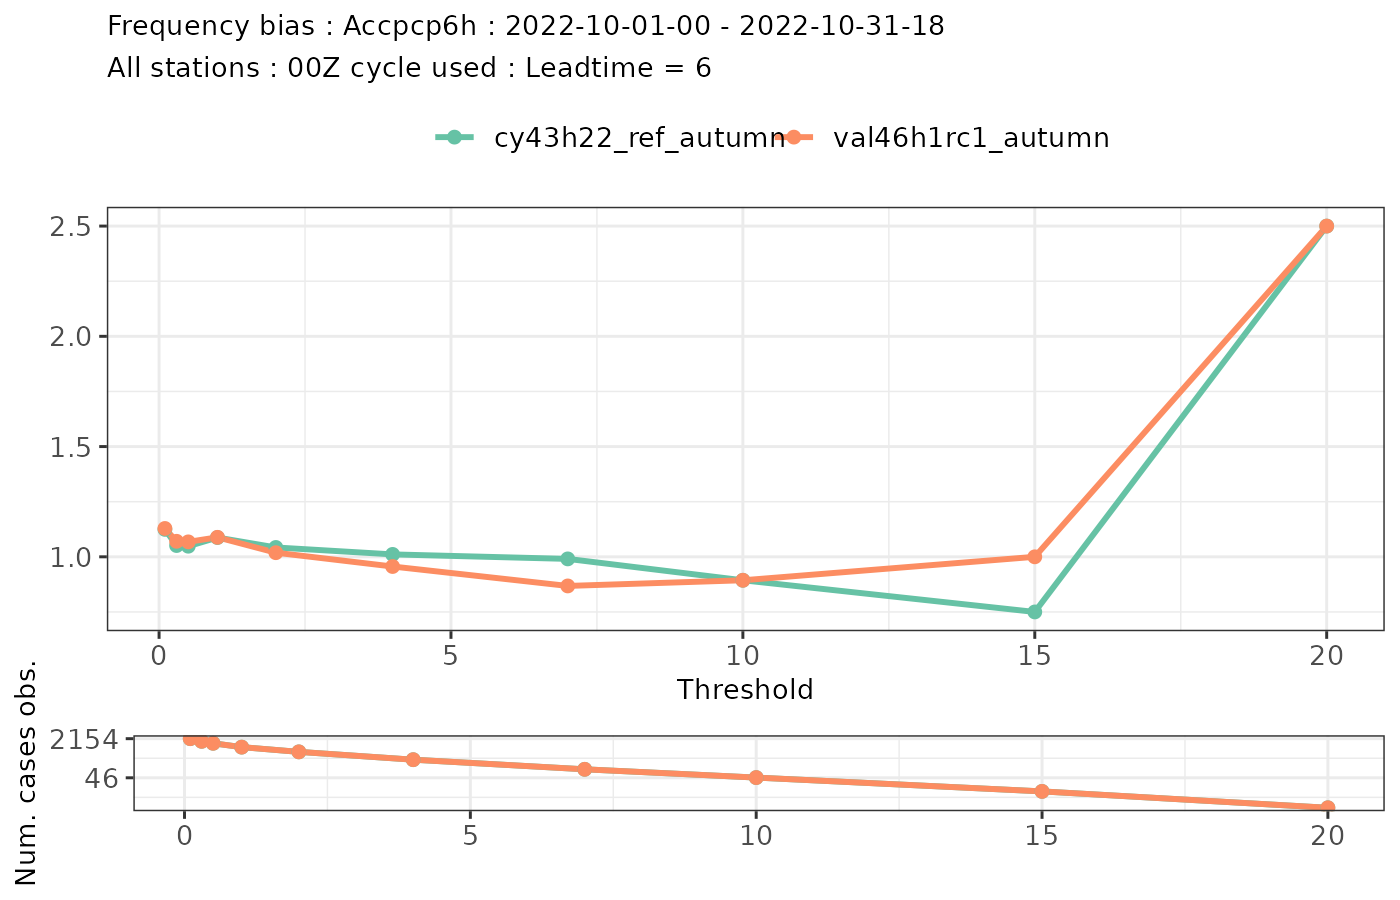 Frequency bias : Accpcp6h : 2022-10-01-00 - 2022-10-31-18
All stations : 00Z cycle used : Leadtime = 6
cy43h22_ref_autumn val46h1rc1_autumn
2.5
2.0
1.5
1.0
0 5 10 15 20
Threshold
Num. cases obs.
2154
46
0 5 10 15 20